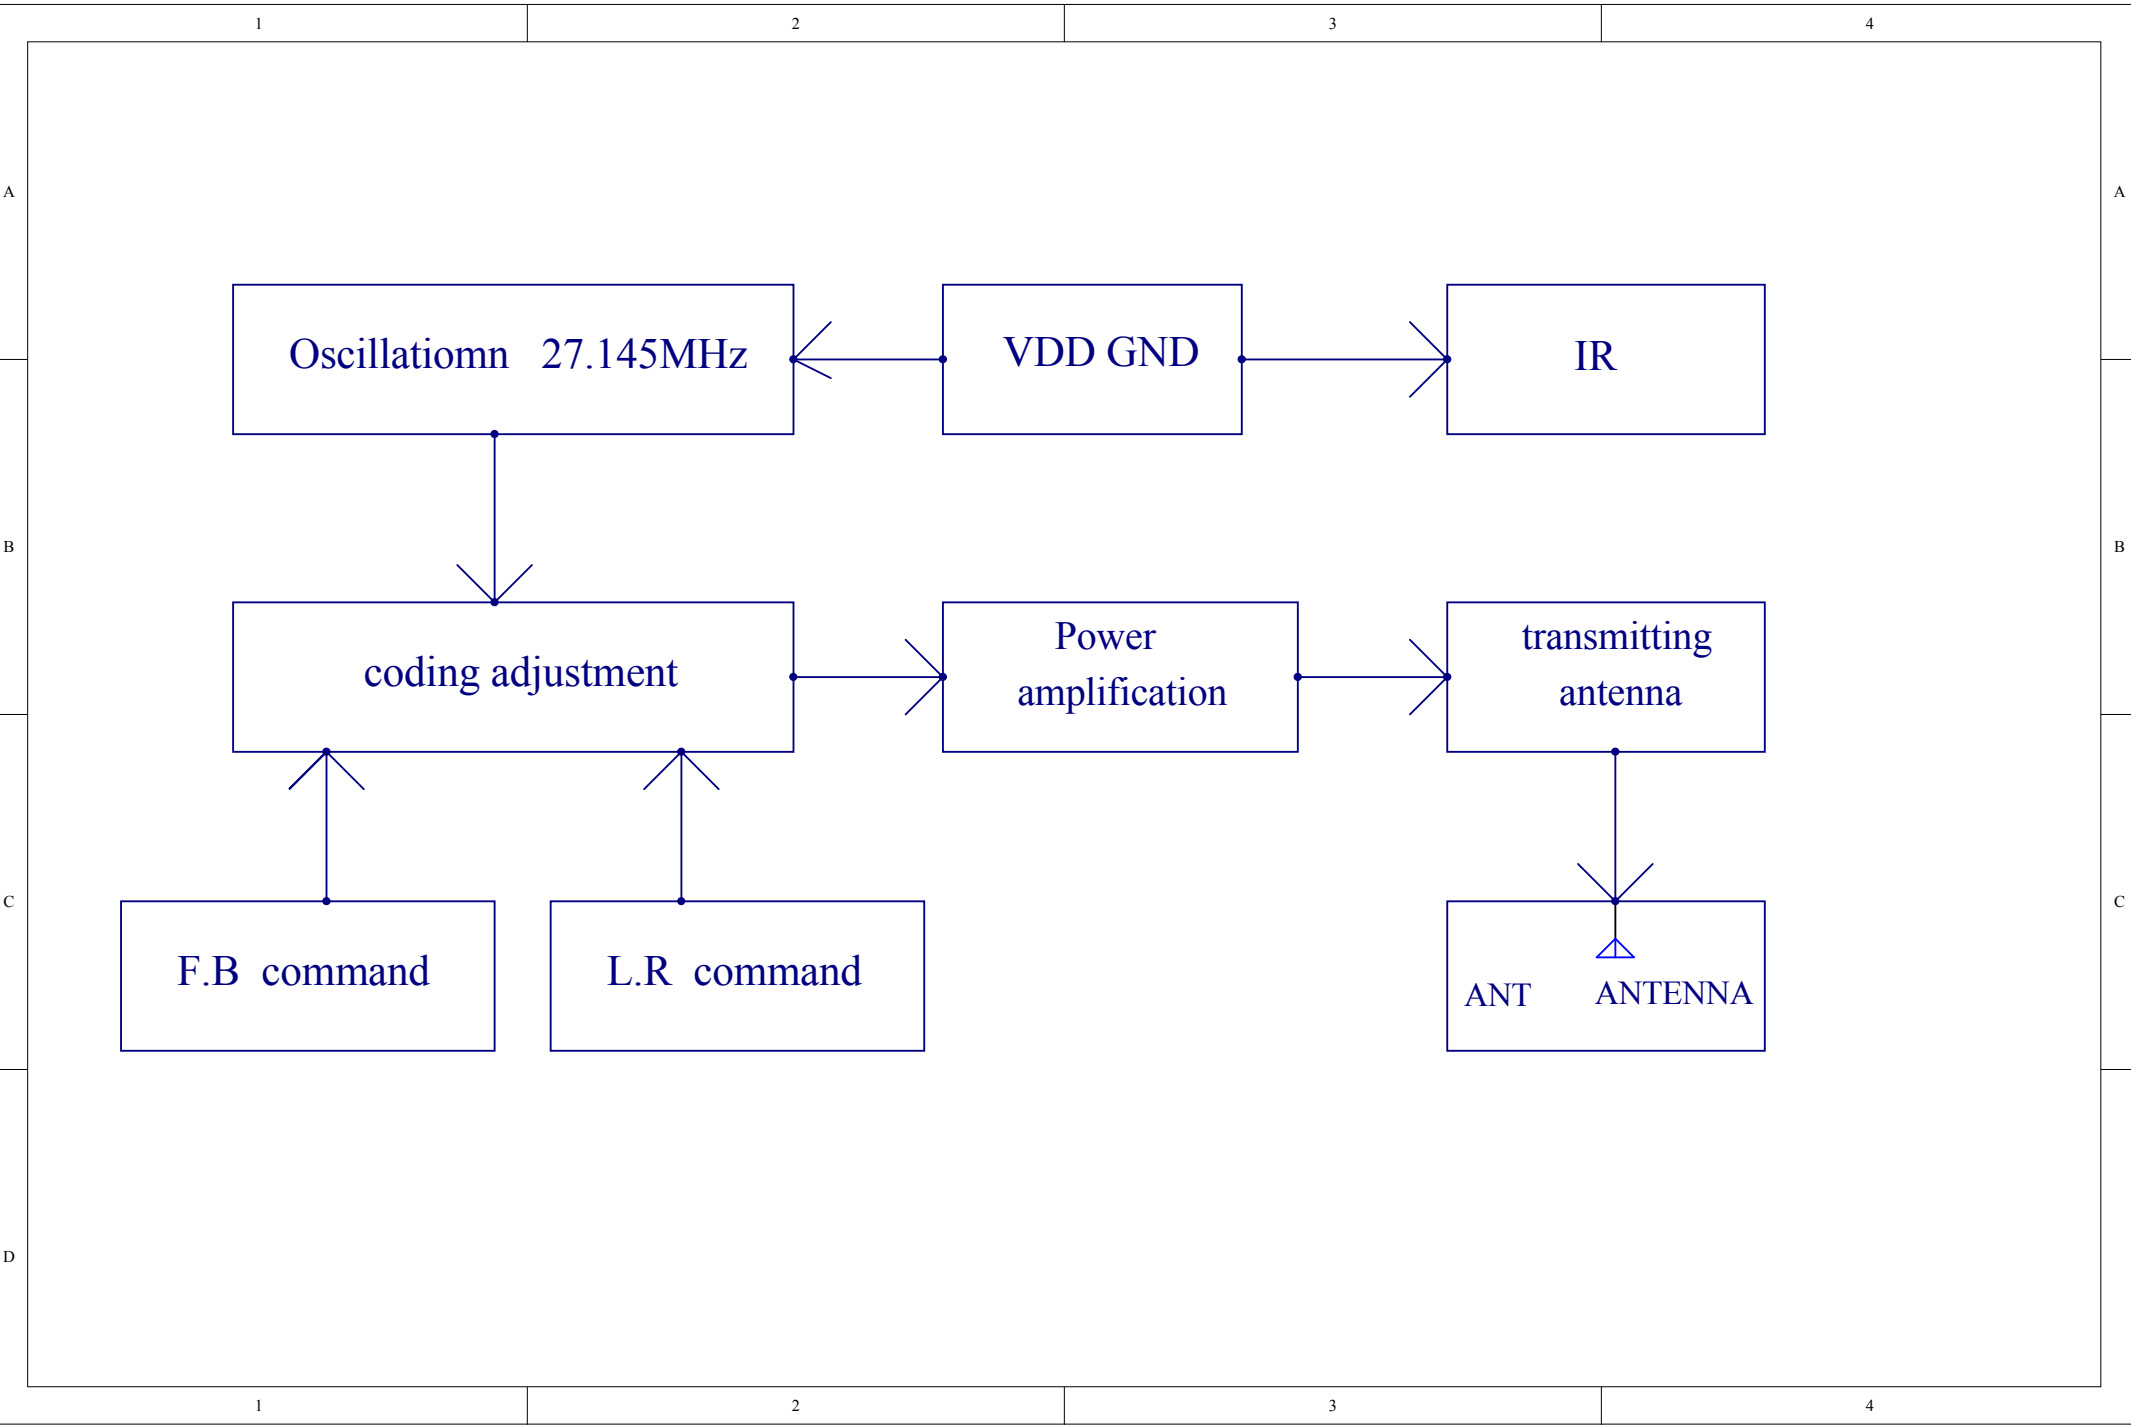 1 2 3 4
A A
Oscillatiomn 27.145MHz
VDD GND
IR
B B
coding adjustment
Power
amplification
transmitting
antenna
C C
F.B command
L.R command
ANT ANTENNA
D
1 2 3 4